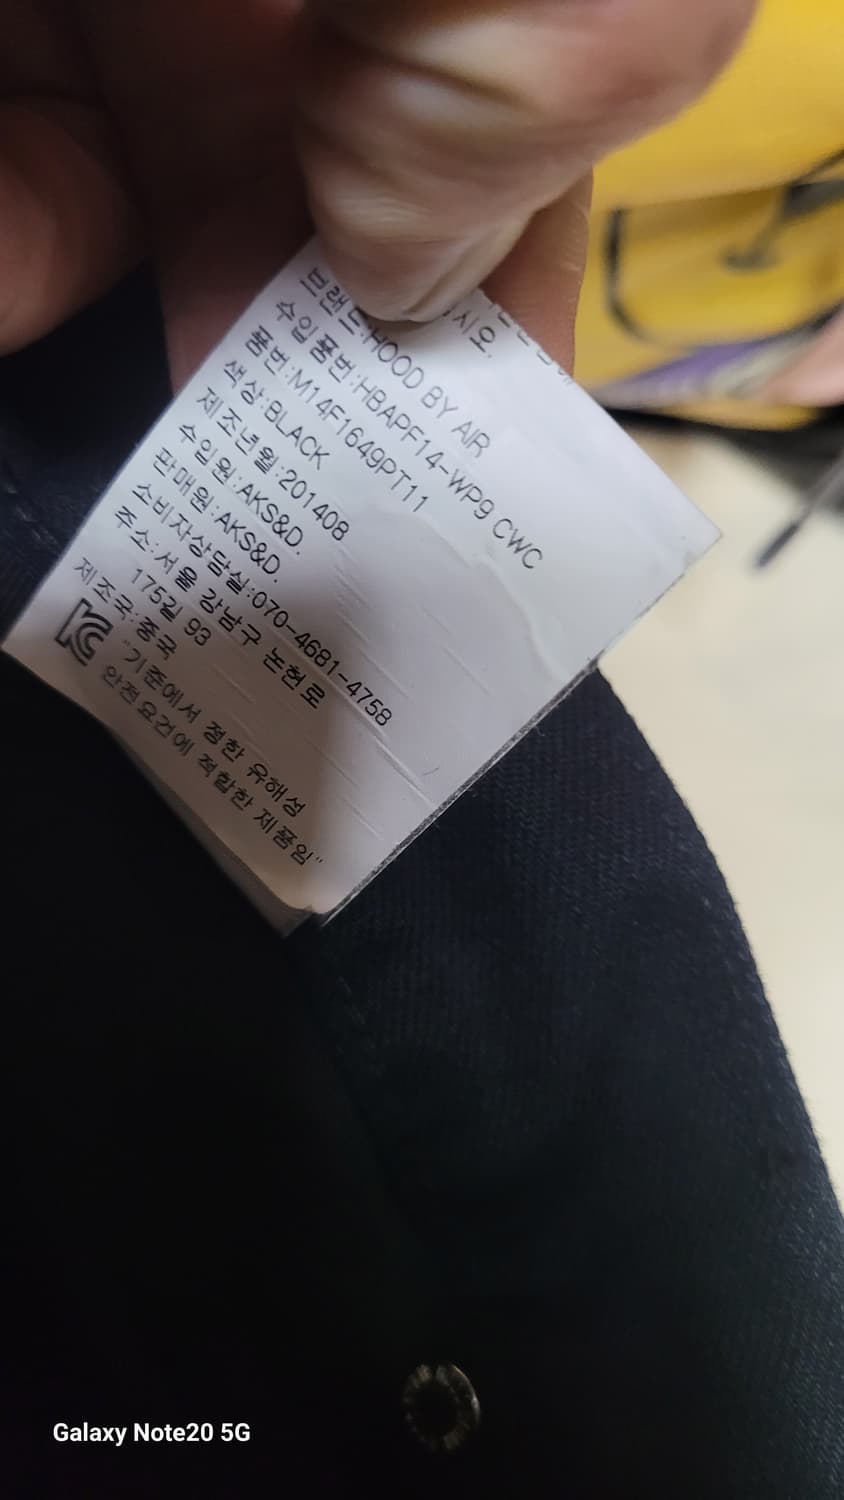 시오.
브랜드:HOOD BY AIR
수입품번:HBAPF14-WP9 CWC
품번:M14F1649PT11
색상:BLACK
제조년월:201408
수입원:AKS&D.
판매원:AKS&D.
소비자상담실:070-4681-4758
주소:서울 강남구 논현로
175길 93
제조국:중국
"기준에서 정한 유해성
안전요건에 적합한 제품임"
Galaxy Note20 5G